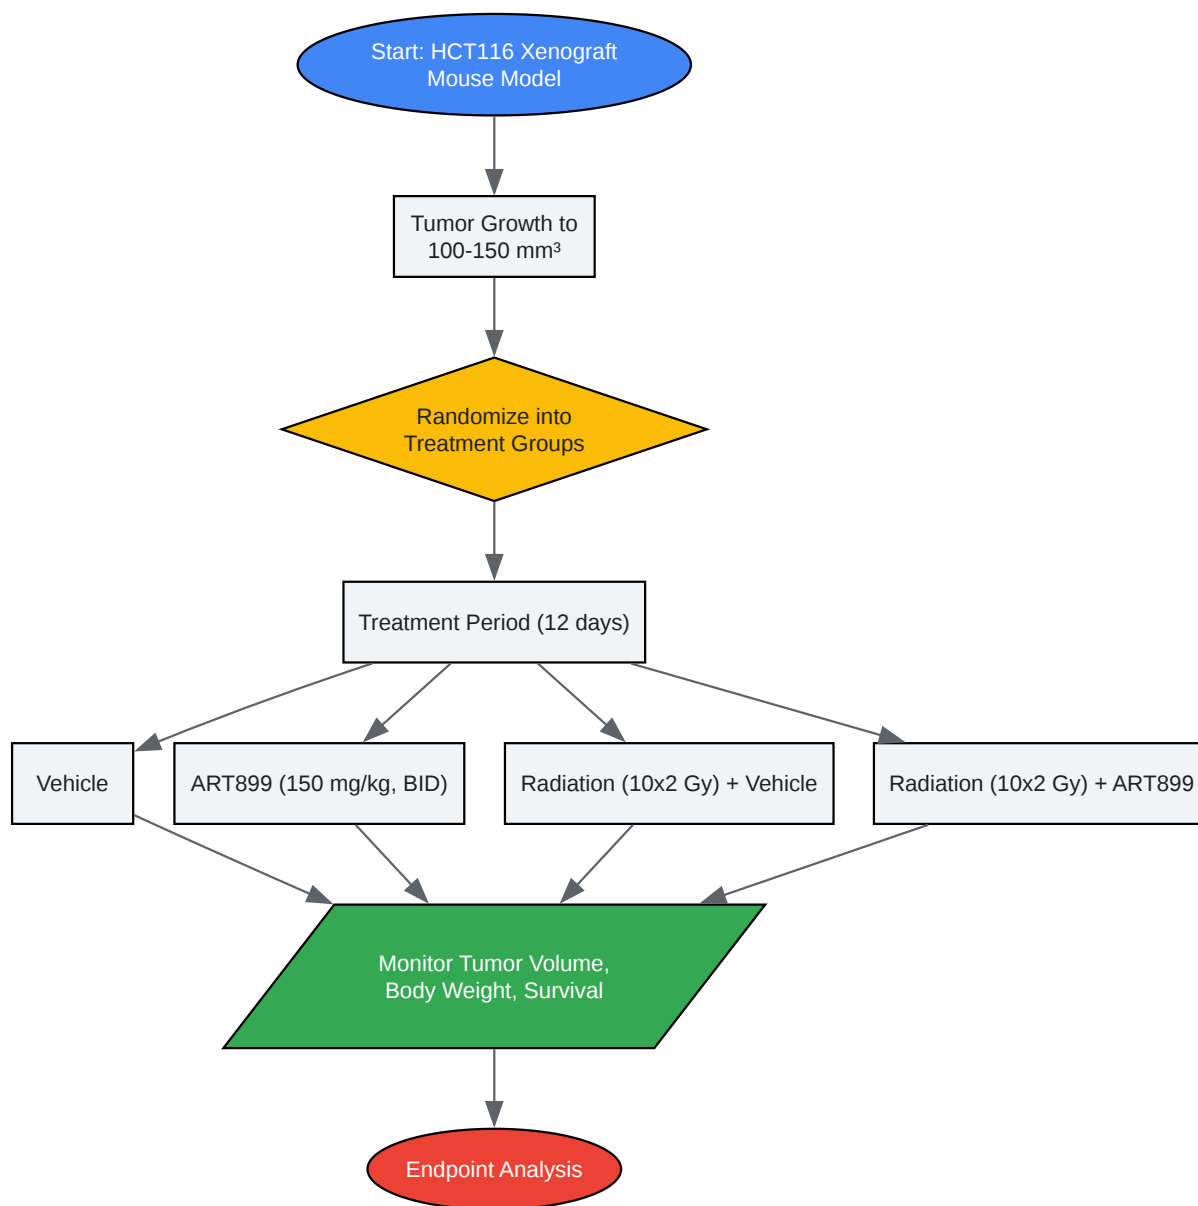 Start: HCT116 Xenograft
Mouse Model
Tumor Growth to
100-150 mm³
Randomize into
Treatment Groups
Treatment Period (12 days)
Vehicle
ART899 (150 mg/kg, BID)
Radiation (10x2 Gy) + Vehicle
Radiation (10x2 Gy) + ART899
Monitor Tumor Volume,
Body Weight, Survival
Endpoint Analysis